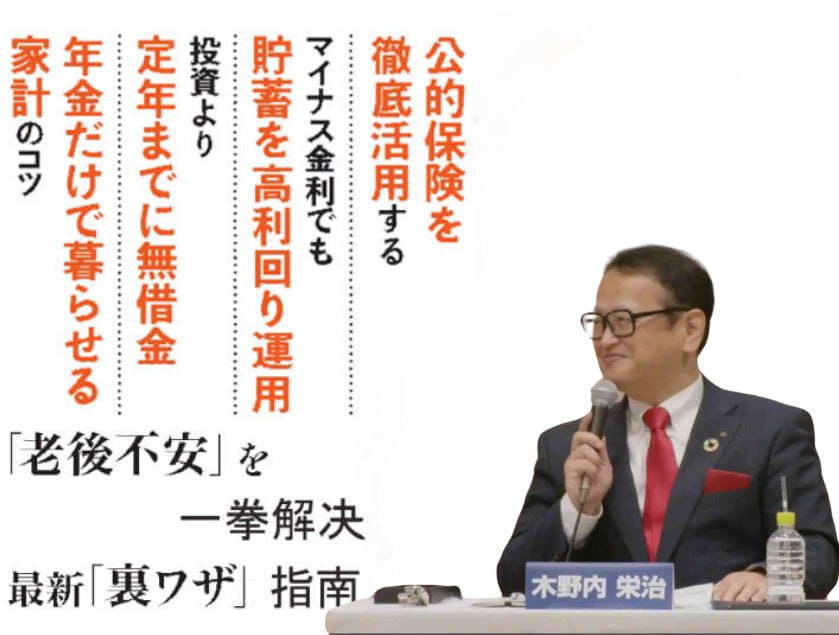 公的保険を
徹底活用する
マイナス金利でも
貯蓄を高利回り運用
投資より
定年までに無借金
年金だけで暮らせる
家計のコツ
「老後不安」を
一拳解决
最新「裏ワザ」指南
木野内 栄治